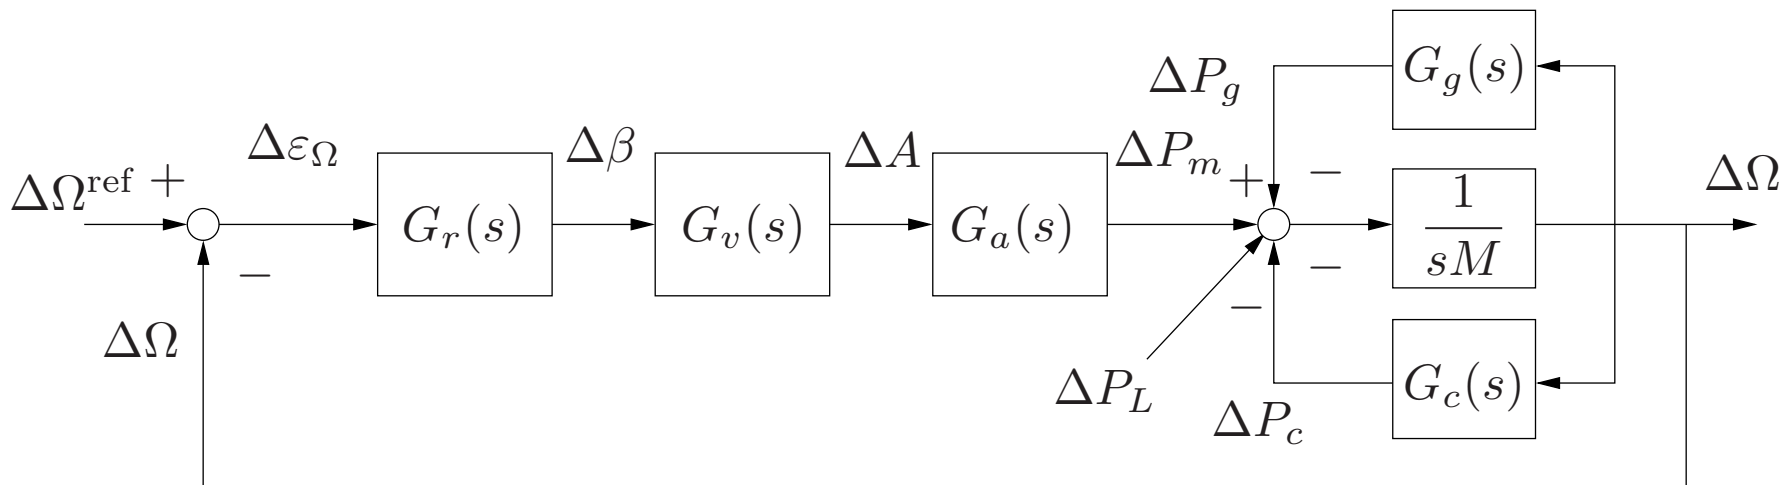 ΔΩ^ref
+
−
ΔΩ
Δε_Ω
G_r(s)
Δβ
G_v(s)
ΔA
G_a(s)
ΔP_m
+
ΔP_g
−
−
−
ΔP_L
ΔP_c
G_g(s)
1
sM
G_c(s)
ΔΩ